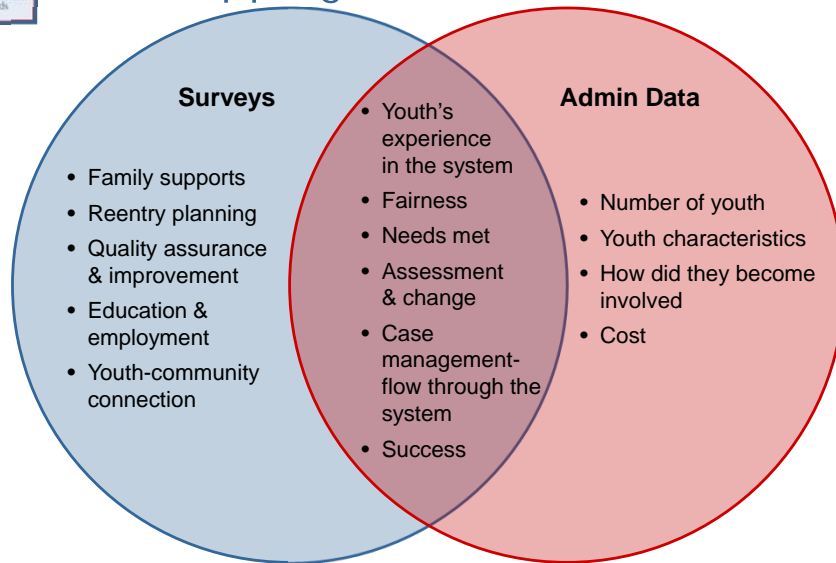 Surveys
• Family supports
• Reentry planning
• Quality assurance
& improvement
• Education &
employment
• Youth-community
connection
• Youth's
experience
in the system
• Fairness
• Needs met
• Assessment
& change
• Case
management-
flow through the
system
• Success
Admin Data
• Number of youth
• Youth characteristics
• How did they become
involved
• Cost